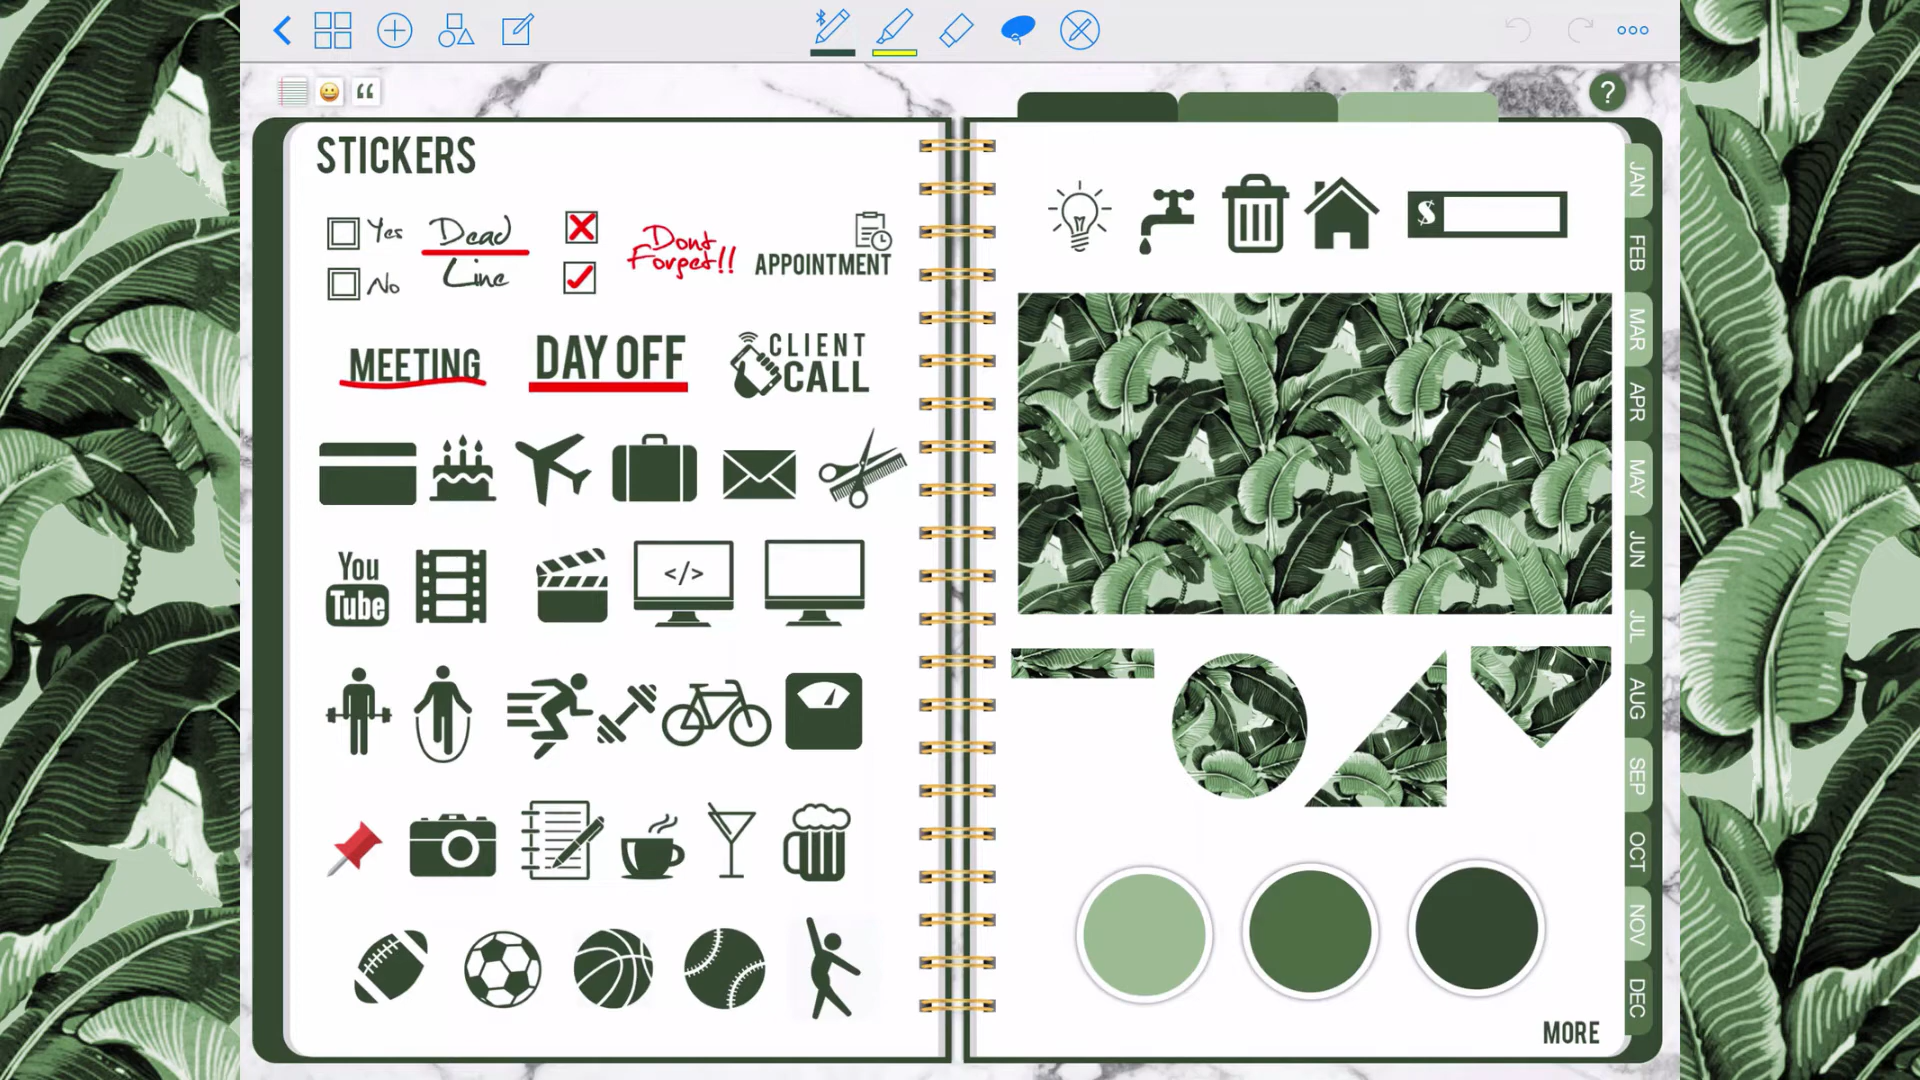 “
?
STICKERS
Yes
No
Dead
Line
Dont
Forget!!
APPOINTMENT
MEETING
DAY OFF
CLIENT
CALL
</>
You
Tube
$
JAN
FEB
MAR
APR
MAY
JUN
JUL
AUG
SEP
OCT
NOV
DEC
MORE